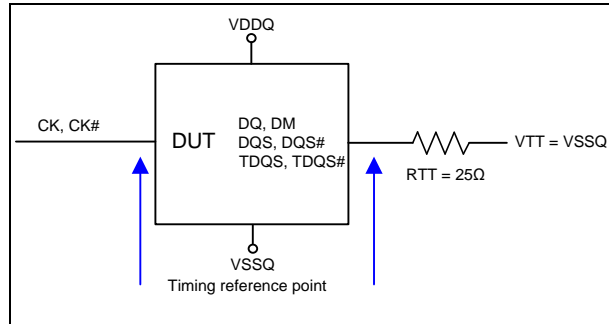 VDDQ
CK, CK#
DUT
DQ, DM
DQS, DQS#
TDQS, TDQS#
VTT = VSSQ
RTT = 25Ω
VSSQ
Timing reference point